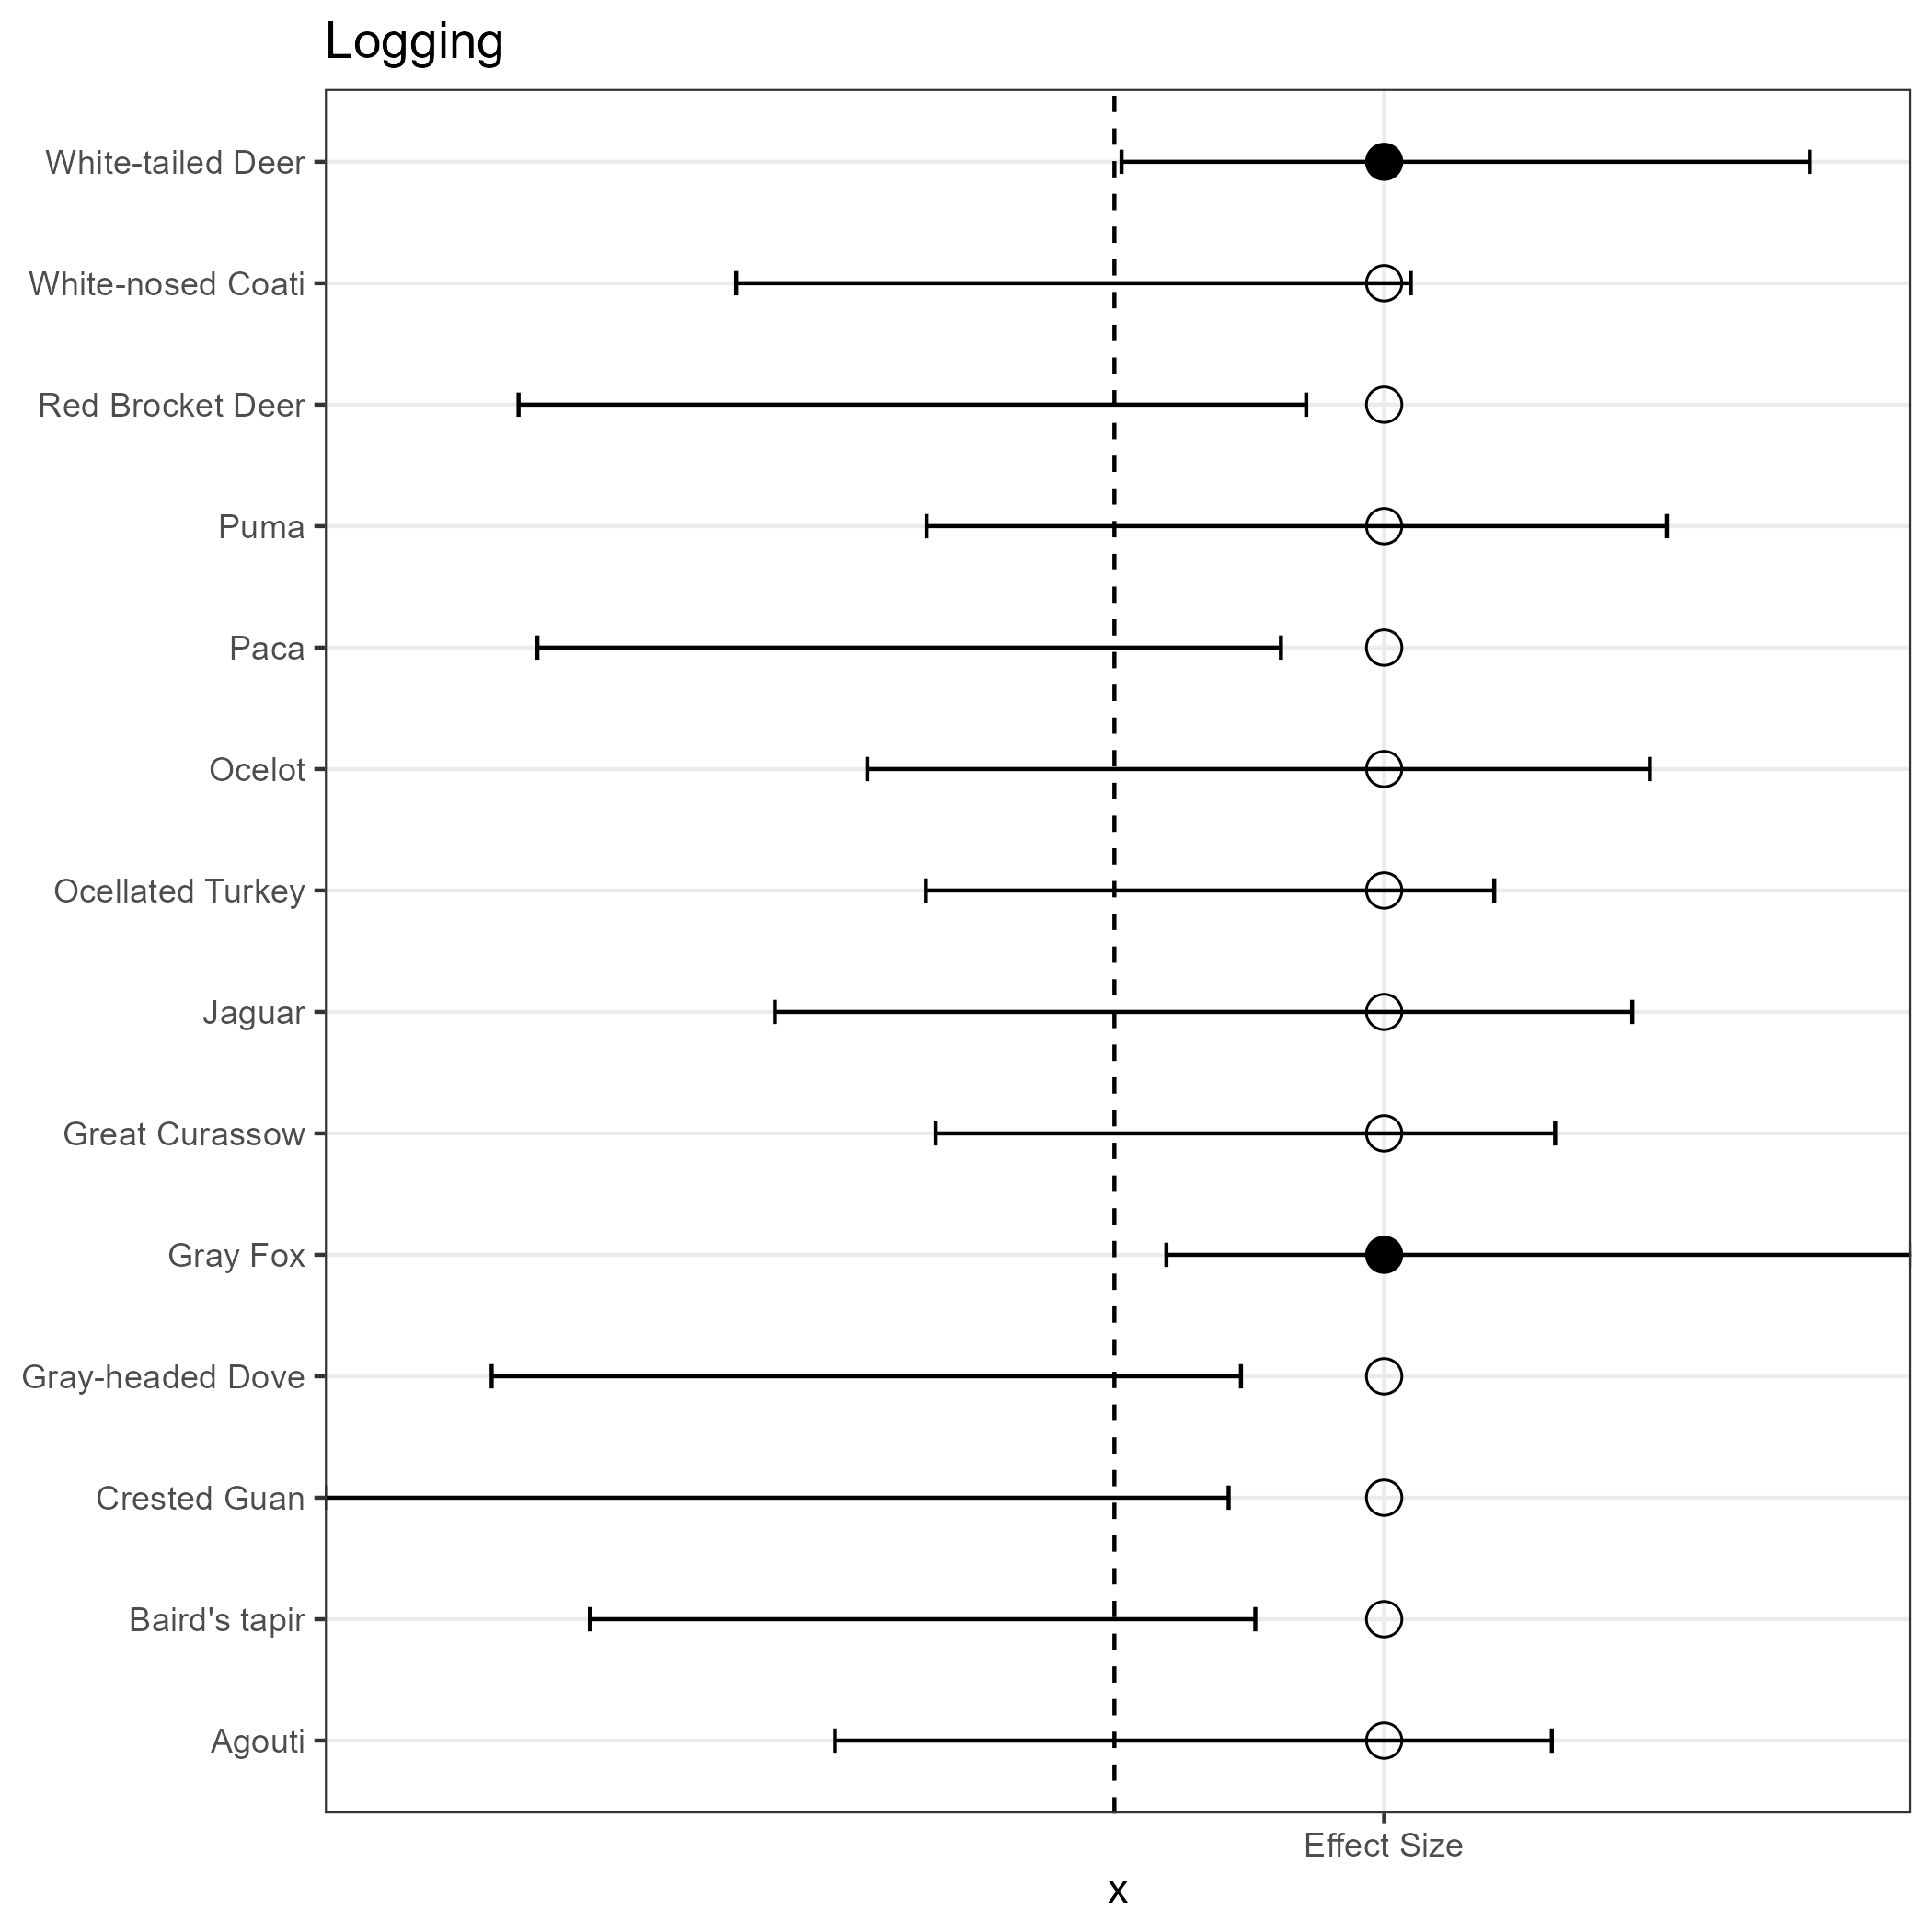 Logging
White-tailed Deer
White-nosed Coati
Red Brocket Deer
Puma
Paca
Ocelot
Ocellated Turkey
Jaguar
Great Curassow
Gray Fox
Gray-headed Dove
Crested Guan
Baird's tapir
Agouti
Effect Size
x